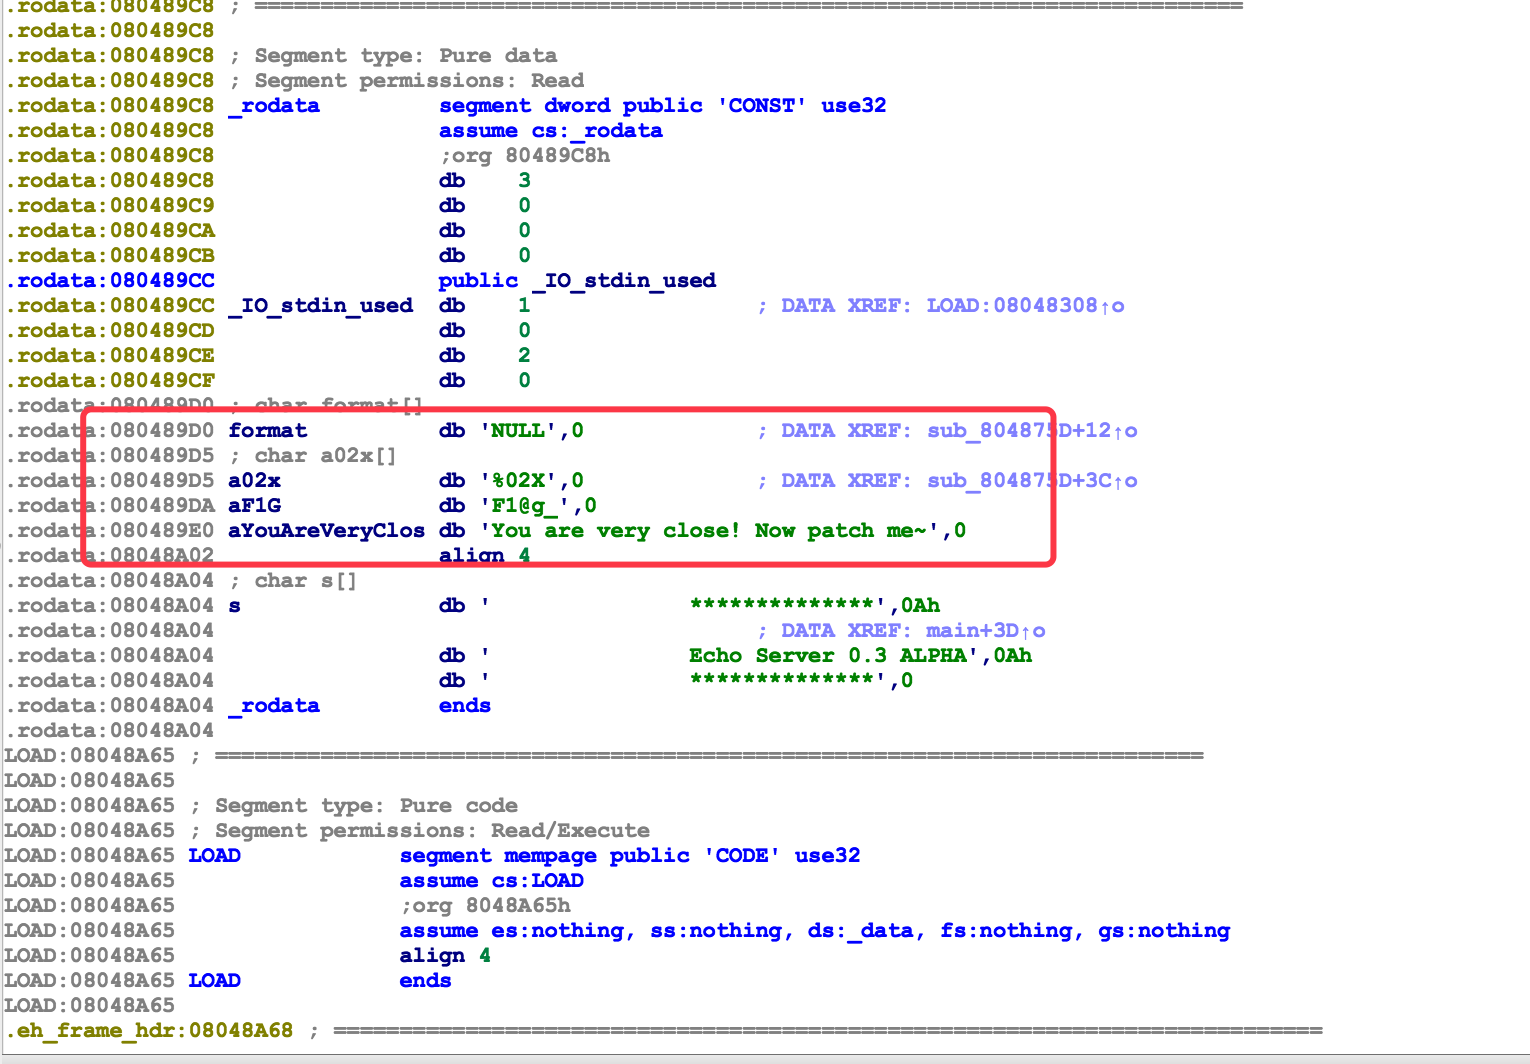 .rodata:080489C8 ; ===========================================================================
.rodata:080489C8
.rodata:080489C8 ; Segment type: Pure data
.rodata:080489C8 ; Segment permissions: Read
.rodata:080489C8 _rodata segment dword public 'CONST' use32
.rodata:080489C8 assume cs:_rodata
.rodata:080489C8 ;org 80489C8h
.rodata:080489C8 db 3
.rodata:080489C9 db 0
.rodata:080489CA db 0
.rodata:080489CB db 0
.rodata:080489CC public _IO_stdin_used
.rodata:080489CC _IO_stdin_used db 1 ; DATA XREF: LOAD:08048308↑o
.rodata:080489CD db 0
.rodata:080489CE db 2
.rodata:080489CF db 0
.rodata:080489D0 ; char format[]
.rodata:080489D0 format db 'NULL',0 ; DATA XREF: sub_804875D+12↑o
.rodata:080489D5 ; char a02x[]
.rodata:080489D5 a02x db '%02X',0 ; DATA XREF: sub_804875D+3C↑o
.rodata:080489DA aF1G db 'F1@g_',0
.rodata:080489E0 aYouAreVeryClos db 'You are very close! Now patch me~',0
.rodata:08048A02 align 4
.rodata:08048A04 ; char s[]
.rodata:08048A04 s db ' **************',0Ah
.rodata:08048A04 ; DATA XREF: main+3D↑o
.rodata:08048A04 db ' Echo Server 0.3 ALPHA',0Ah
.rodata:08048A04 db ' **************',0
.rodata:08048A04 _rodata ends
.rodata:08048A04
LOAD:08048A65 ; ===========================================================================
LOAD:08048A65
LOAD:08048A65 ; Segment type: Pure code
LOAD:08048A65 ; Segment permissions: Read/Execute
LOAD:08048A65 LOAD segment mempage public 'CODE' use32
LOAD:08048A65 assume cs:LOAD
LOAD:08048A65 ;org 8048A65h
LOAD:08048A65 assume es:nothing, ss:nothing, ds:_data, fs:nothing, gs:nothing
LOAD:08048A65 align 4
LOAD:08048A65 LOAD ends
LOAD:08048A65
.eh_frame_hdr:08048A68 ; ===========================================================================